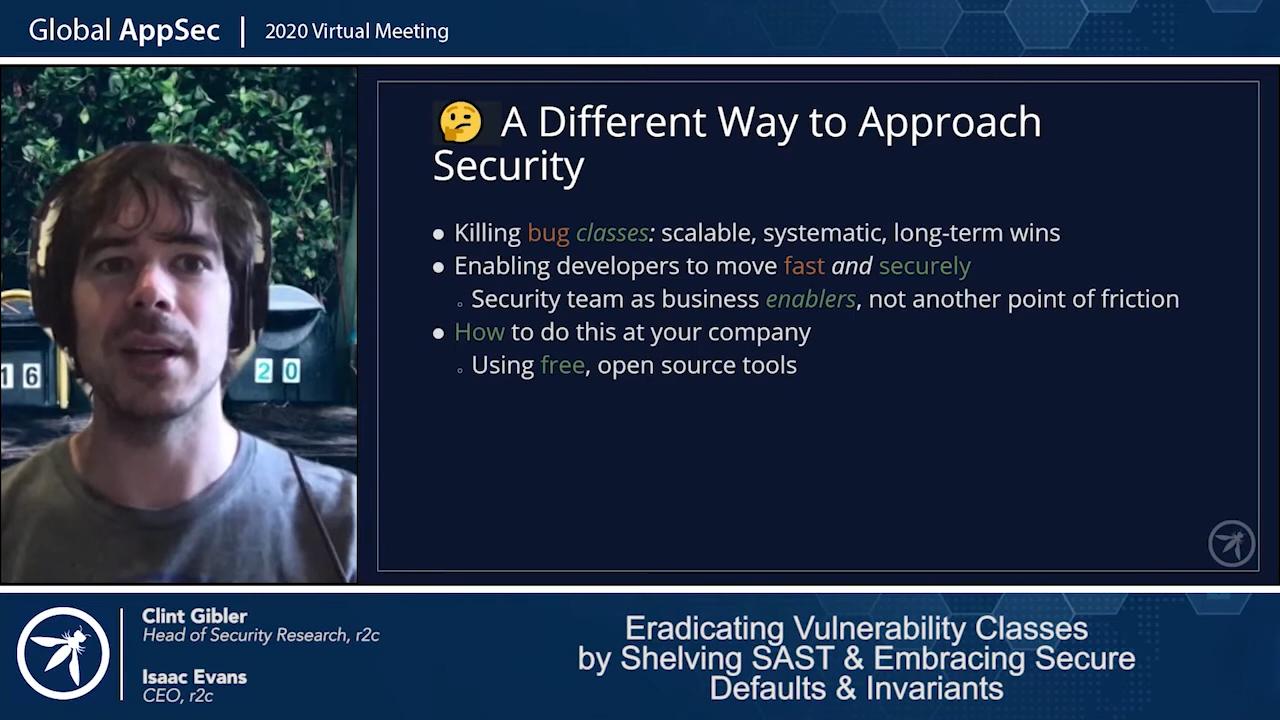 Global AppSec | 2020 Virtual Meeting
🤔 A Different Way to Approach
Security
● Killing bug classes: scalable, systematic, long-term wins
● Enabling developers to move fast and securely
○ Security team as business enablers, not another point of friction
● How to do this at your company
○ Using free, open source tools
16
20
Clint Gibler
Head of Security Research, r2c
Isaac Evans
CEO, r2c
Eradicating Vulnerability Classes
by Shelving SAST & Embracing Secure
Defaults & Invariants